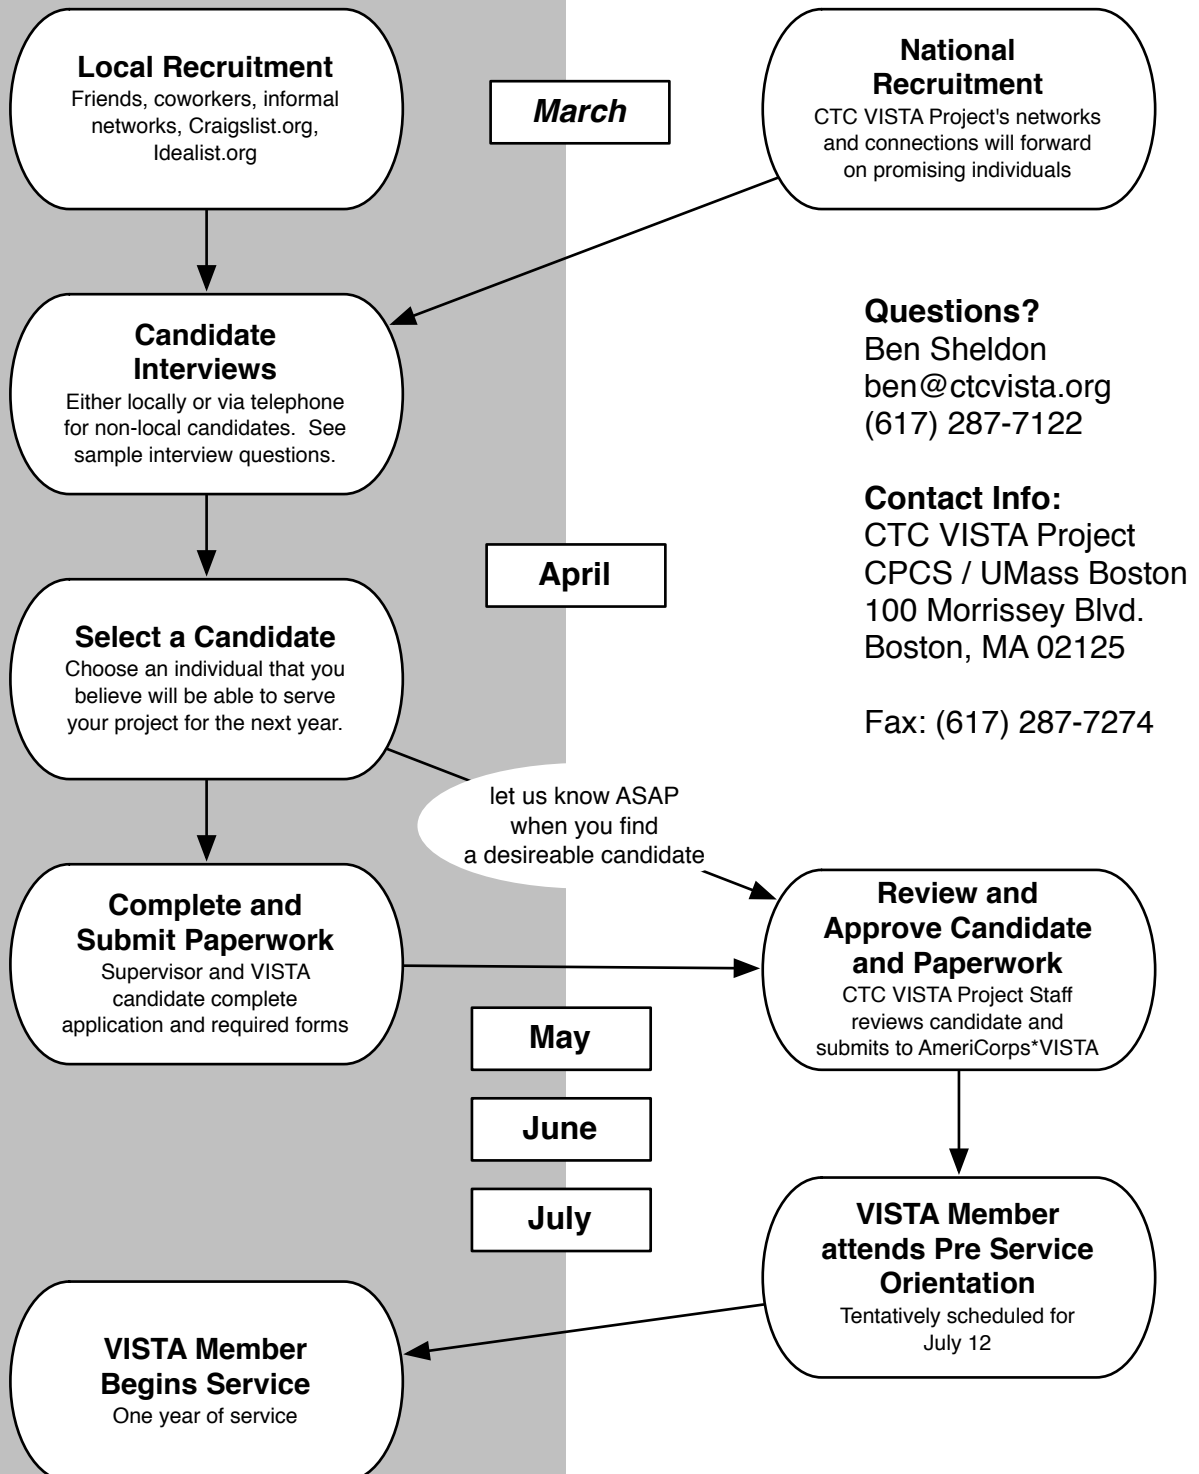 Local Recruitment
Friends, coworkers, informal
networks, Craigslist.org,
Idealist.org
March
National
Recruitment
CTC VISTA Project's networks
and connections will forward
on promising individuals
Candidate
Interviews
Either locally or via telephone
for non-local candidates.  See
sample interview questions.
Questions?
Ben Sheldon
ben@ctcvista.org
(617) 287-7122
Contact Info:
CTC VISTA Project
CPCS / UMass Boston
100 Morrissey Blvd.
Boston, MA 02125
Fax: (617) 287-7274
April
Select a Candidate
Choose an individual that you
believe will be able to serve
your project for the next year.
let us know ASAP
when you find
a desireable candidate
Complete and
Submit Paperwork
Supervisor and VISTA
candidate complete
application and required forms
Review and
Approve Candidate
and Paperwork
CTC VISTA Project Staff
reviews candidate and
submits to AmeriCorps*VISTA
May
June
July
VISTA Member
attends Pre Service
Orientation
Tentatively scheduled for
July 12
VISTA Member
Begins Service
One year of service